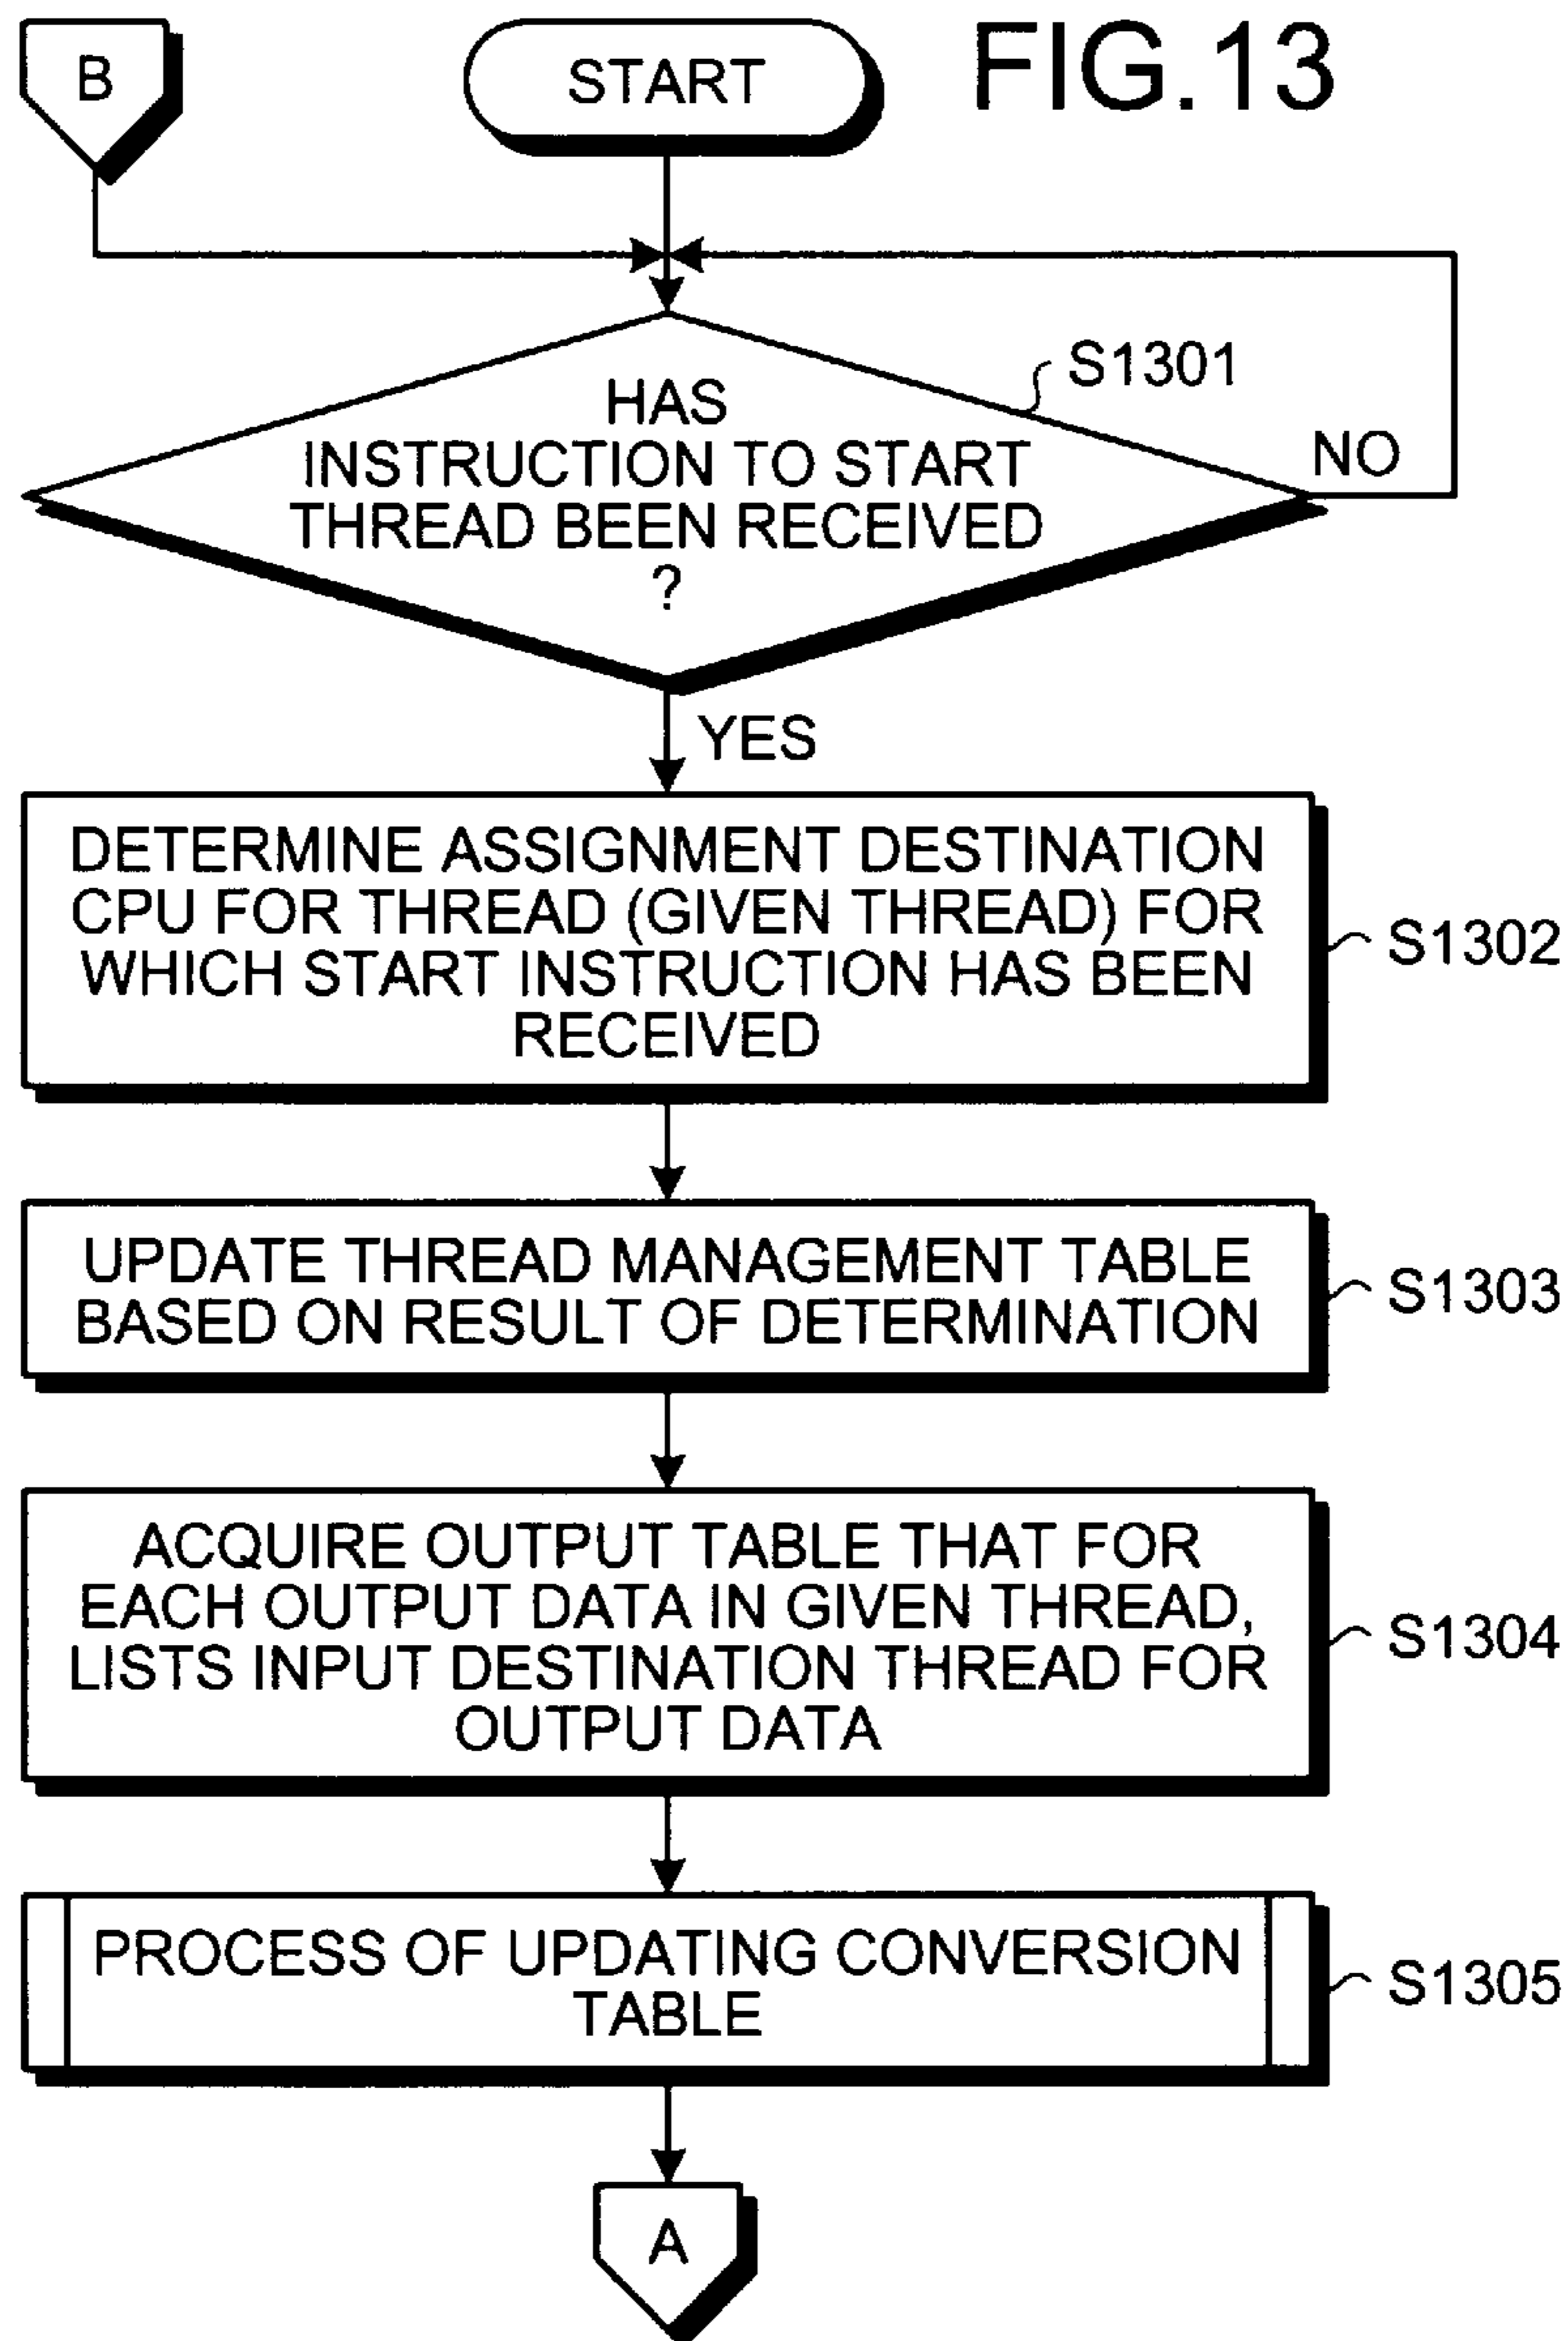 FIG.13
B
START
HAS
INSTRUCTION TO START
THREAD BEEN RECEIVED
?
S1301
NO
YES
DETERMINE ASSIGNMENT DESTINATION
CPU FOR THREAD (GIVEN THREAD) FOR
WHICH START INSTRUCTION HAS BEEN
RECEIVED
S1302
UPDATE THREAD MANAGEMENT TABLE
BASED ON RESULT OF DETERMINATION
S1303
ACQUIRE OUTPUT TABLE THAT FOR
EACH OUTPUT DATA IN GIVEN THREAD,
LISTS INPUT DESTINATION THREAD FOR
OUTPUT DATA
S1304
PROCESS OF UPDATING CONVERSION
TABLE
S1305
A